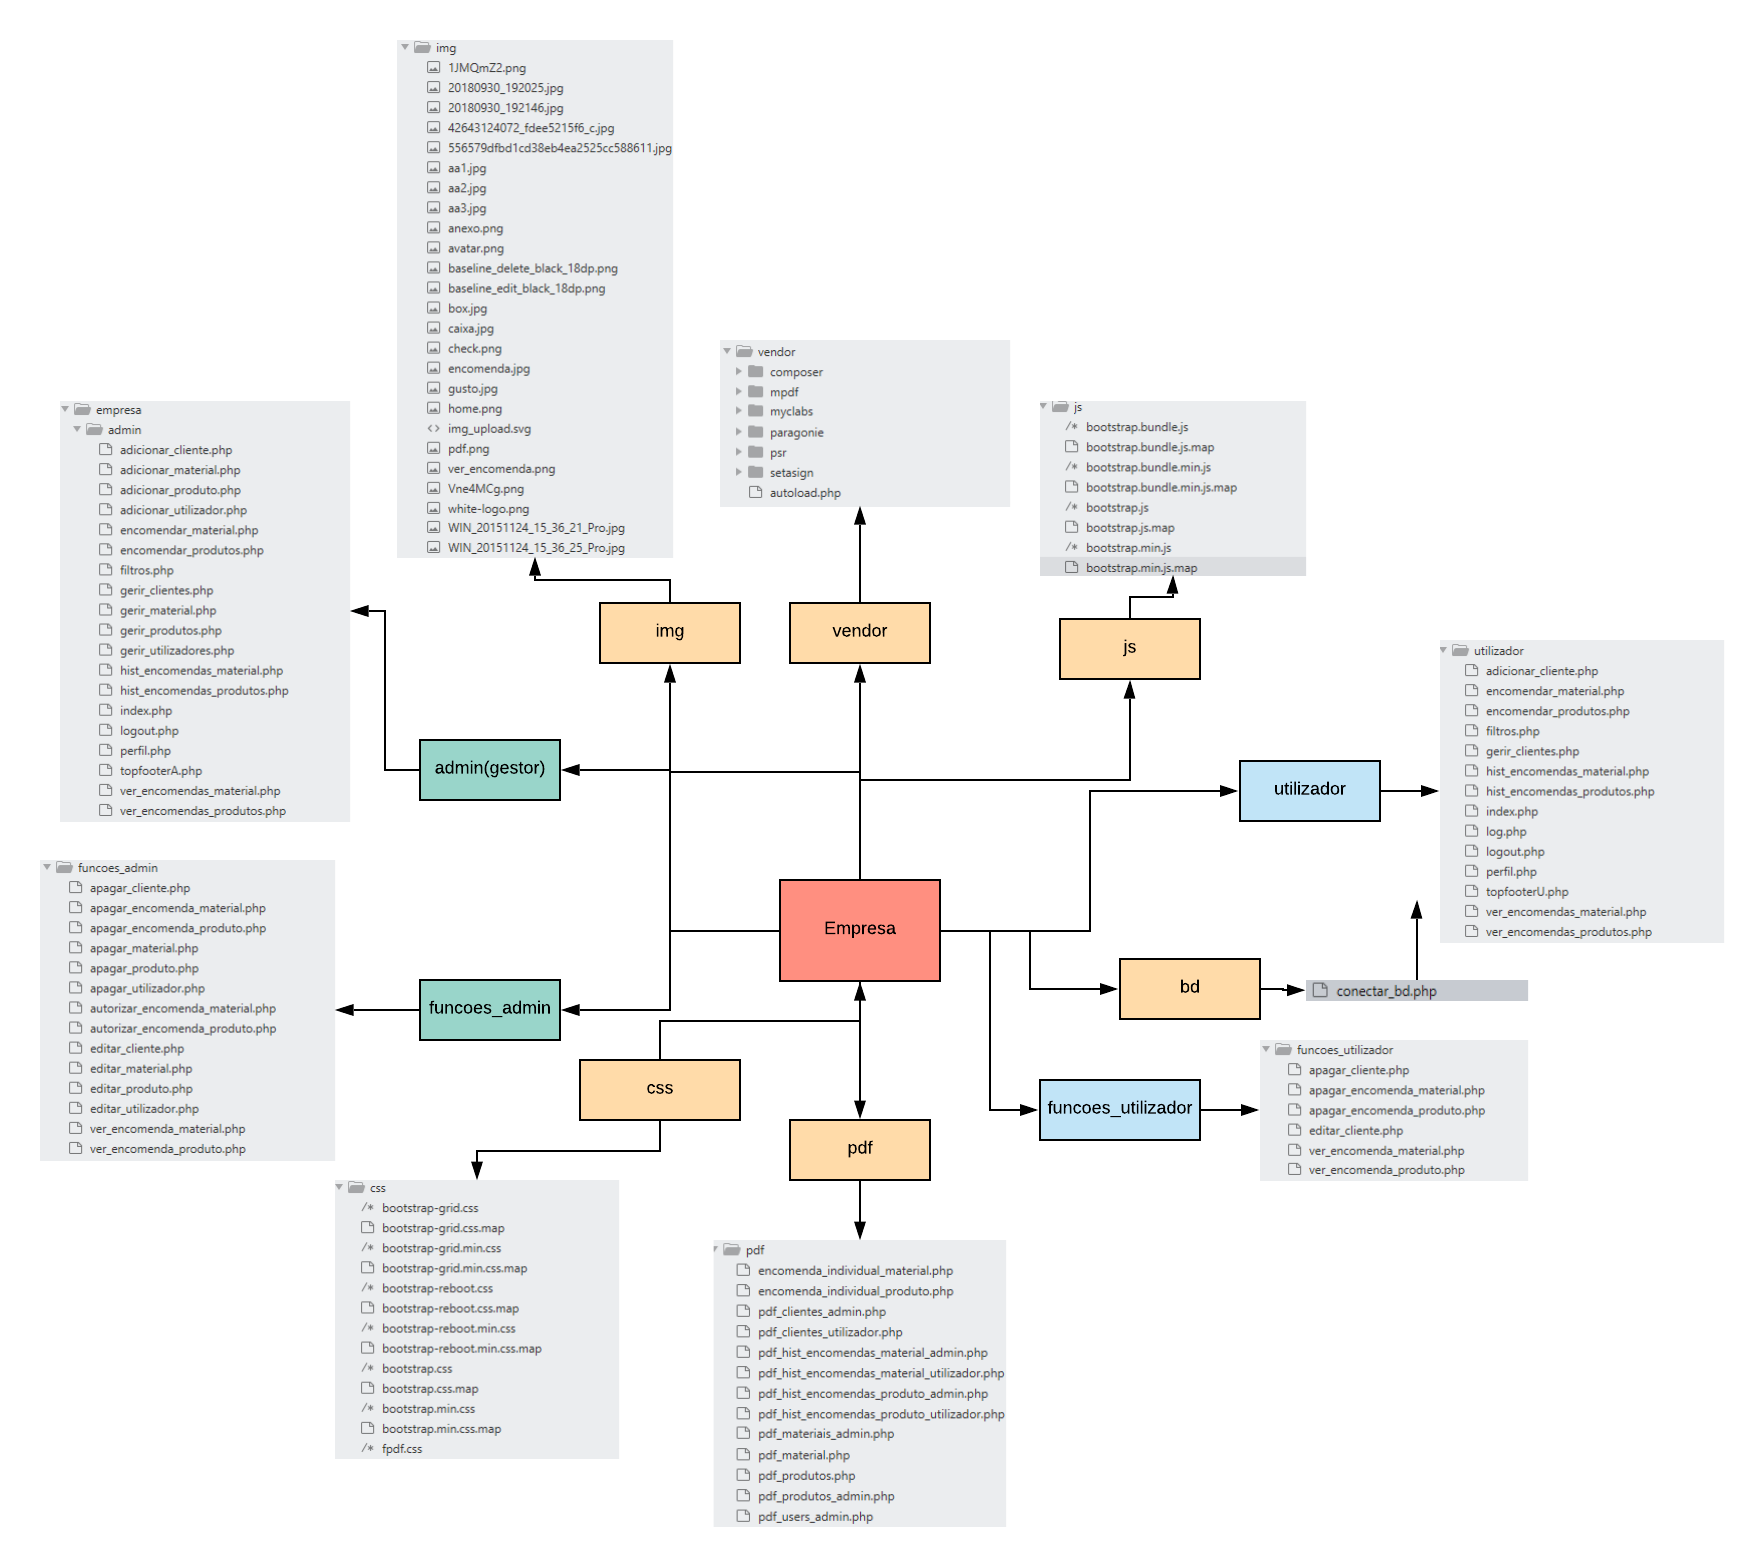 img
1JMQmZ2.png
20180930_192025.jpg
20180930_192146.jpg
42643124072_fdee5215f6_c.jpg
556579dfbd1cd38eb4ea2525cc588611.jpg
aa1.jpg
aa2.jpg
aa3.jpg
anexo.png
avatar.png
baseline_delete_black_18dp.png
baseline_edit_black_18dp.png
box.jpg
caixa.jpg
check.png
encomenda.jpg
gusto.jpg
home.png
img_upload.svg
pdf.png
ver_encomenda.png
Vne4MCg.png
white-logo.png
WIN_20151124_15_36_21_Pro.jpg
WIN_20151124_15_36_25_Pro.jpg
vendor
composer
mpdf
myclabs
paragonie
psr
setasign
autoload.php
js
bootstrap.bundle.js
bootstrap.bundle.js.map
bootstrap.bundle.min.js
bootstrap.bundle.min.js.map
bootstrap.js
bootstrap.js.map
bootstrap.min.js
bootstrap.min.js.map
empresa
admin
adicionar_cliente.php
adicionar_material.php
adicionar_produto.php
adicionar_utilizador.php
encomendar_material.php
encomendar_produtos.php
filtros.php
gerir_clientes.php
gerir_material.php
gerir_produtos.php
gerir_utilizadores.php
hist_encomendas_material.php
hist_encomendas_produtos.php
index.php
logout.php
perfil.php
topfooterA.php
ver_encomendas_material.php
ver_encomendas_produtos.php
img
vendor
js
admin(gestor)
utilizador
utilizador
adicionar_cliente.php
encomendar_material.php
encomendar_produtos.php
filtros.php
gerir_clientes.php
hist_encomendas_material.php
hist_encomendas_produtos.php
index.php
log.php
logout.php
perfil.php
topfooterU.php
ver_encomendas_material.php
ver_encomendas_produtos.php
funcoes_admin
apagar_cliente.php
apagar_encomenda_material.php
apagar_encomenda_produto.php
apagar_material.php
apagar_produto.php
apagar_utilizador.php
autorizar_encomenda_material.php
autorizar_encomenda_produto.php
editar_cliente.php
editar_material.php
editar_produto.php
editar_utilizador.php
ver_encomenda_material.php
ver_encomenda_produto.php
Empresa
funcoes_admin
bd
conectar_bd.php
css
funcoes_utilizador
pdf
funcoes_utilizador
apagar_cliente.php
apagar_encomenda_material.php
apagar_encomenda_produto.php
editar_cliente.php
ver_encomenda_material.php
ver_encomenda_produto.php
css
bootstrap-grid.css
bootstrap-grid.css.map
bootstrap-grid.min.css
bootstrap-grid.min.css.map
bootstrap-reboot.css
bootstrap-reboot.css.map
bootstrap-reboot.min.css
bootstrap-reboot.min.css.map
bootstrap.css
bootstrap.css.map
bootstrap.min.css
bootstrap.min.css.map
fpdf.css
pdf
encomenda_individual_material.php
encomenda_individual_produto.php
pdf_clientes_admin.php
pdf_clientes_utilizador.php
pdf_hist_encomendas_material_admin.php
pdf_hist_encomendas_material_utilizador.php
pdf_hist_encomendas_produto_admin.php
pdf_hist_encomendas_produto_utilizador.php
pdf_materiais_admin.php
pdf_material.php
pdf_produtos.php
pdf_produtos_admin.php
pdf_users_admin.php